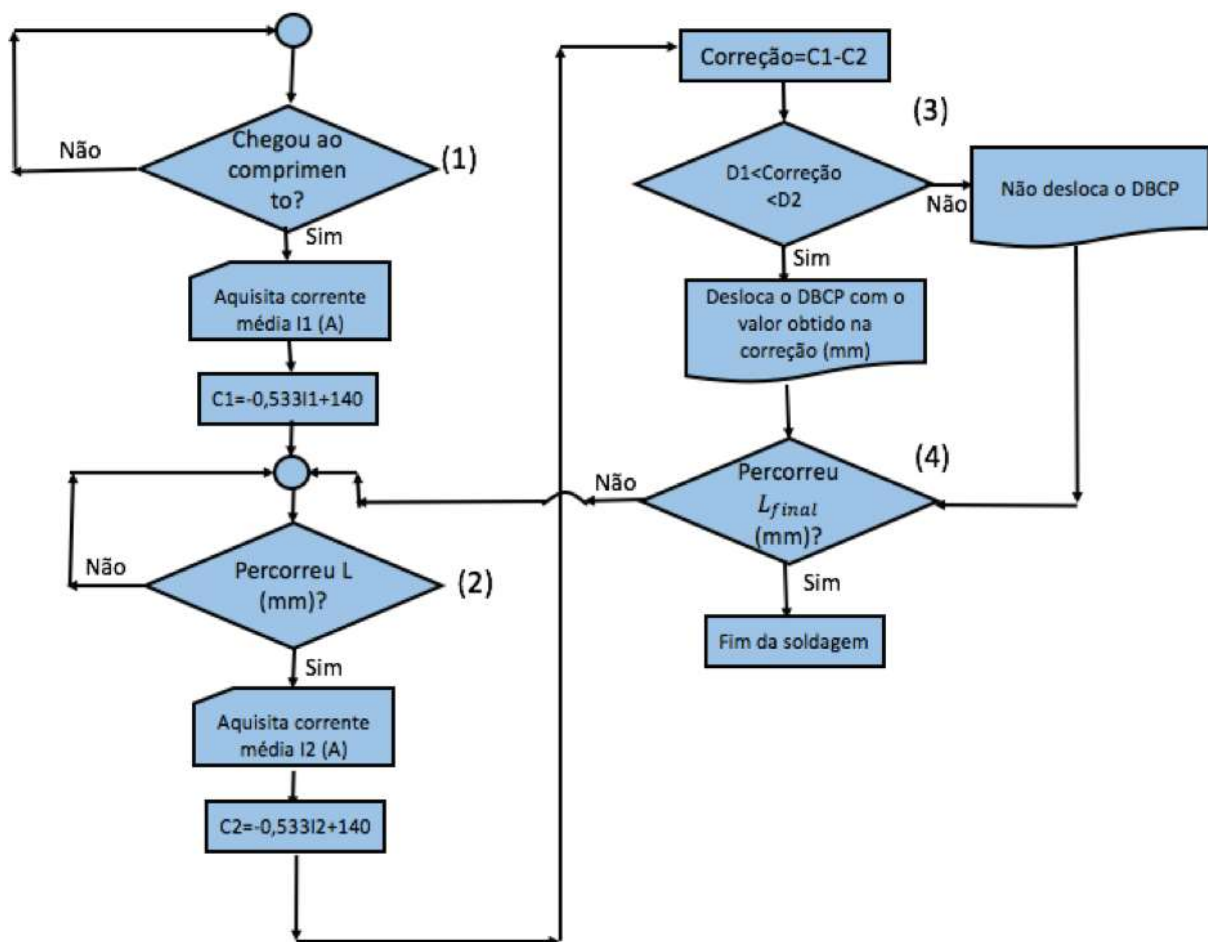 Chegou ao
comprimen
to?
(1)
Não
Sim
Aquisita corrente
média I1 (A)
C1=-0,533I1+140
Percorreu L
(mm)?
(2)
Não
Sim
Aquisita corrente
média I2 (A)
C2=-0,533I2+140
Correção=C1-C2
(3)
D1<Correção
<D2
Não
Não desloca o DBCP
Sim
Desloca o DBCP com o
valor obtido na
correção (mm)
(4)
Percorreu
L_final
(mm)?
Não
Sim
Fim da soldagem